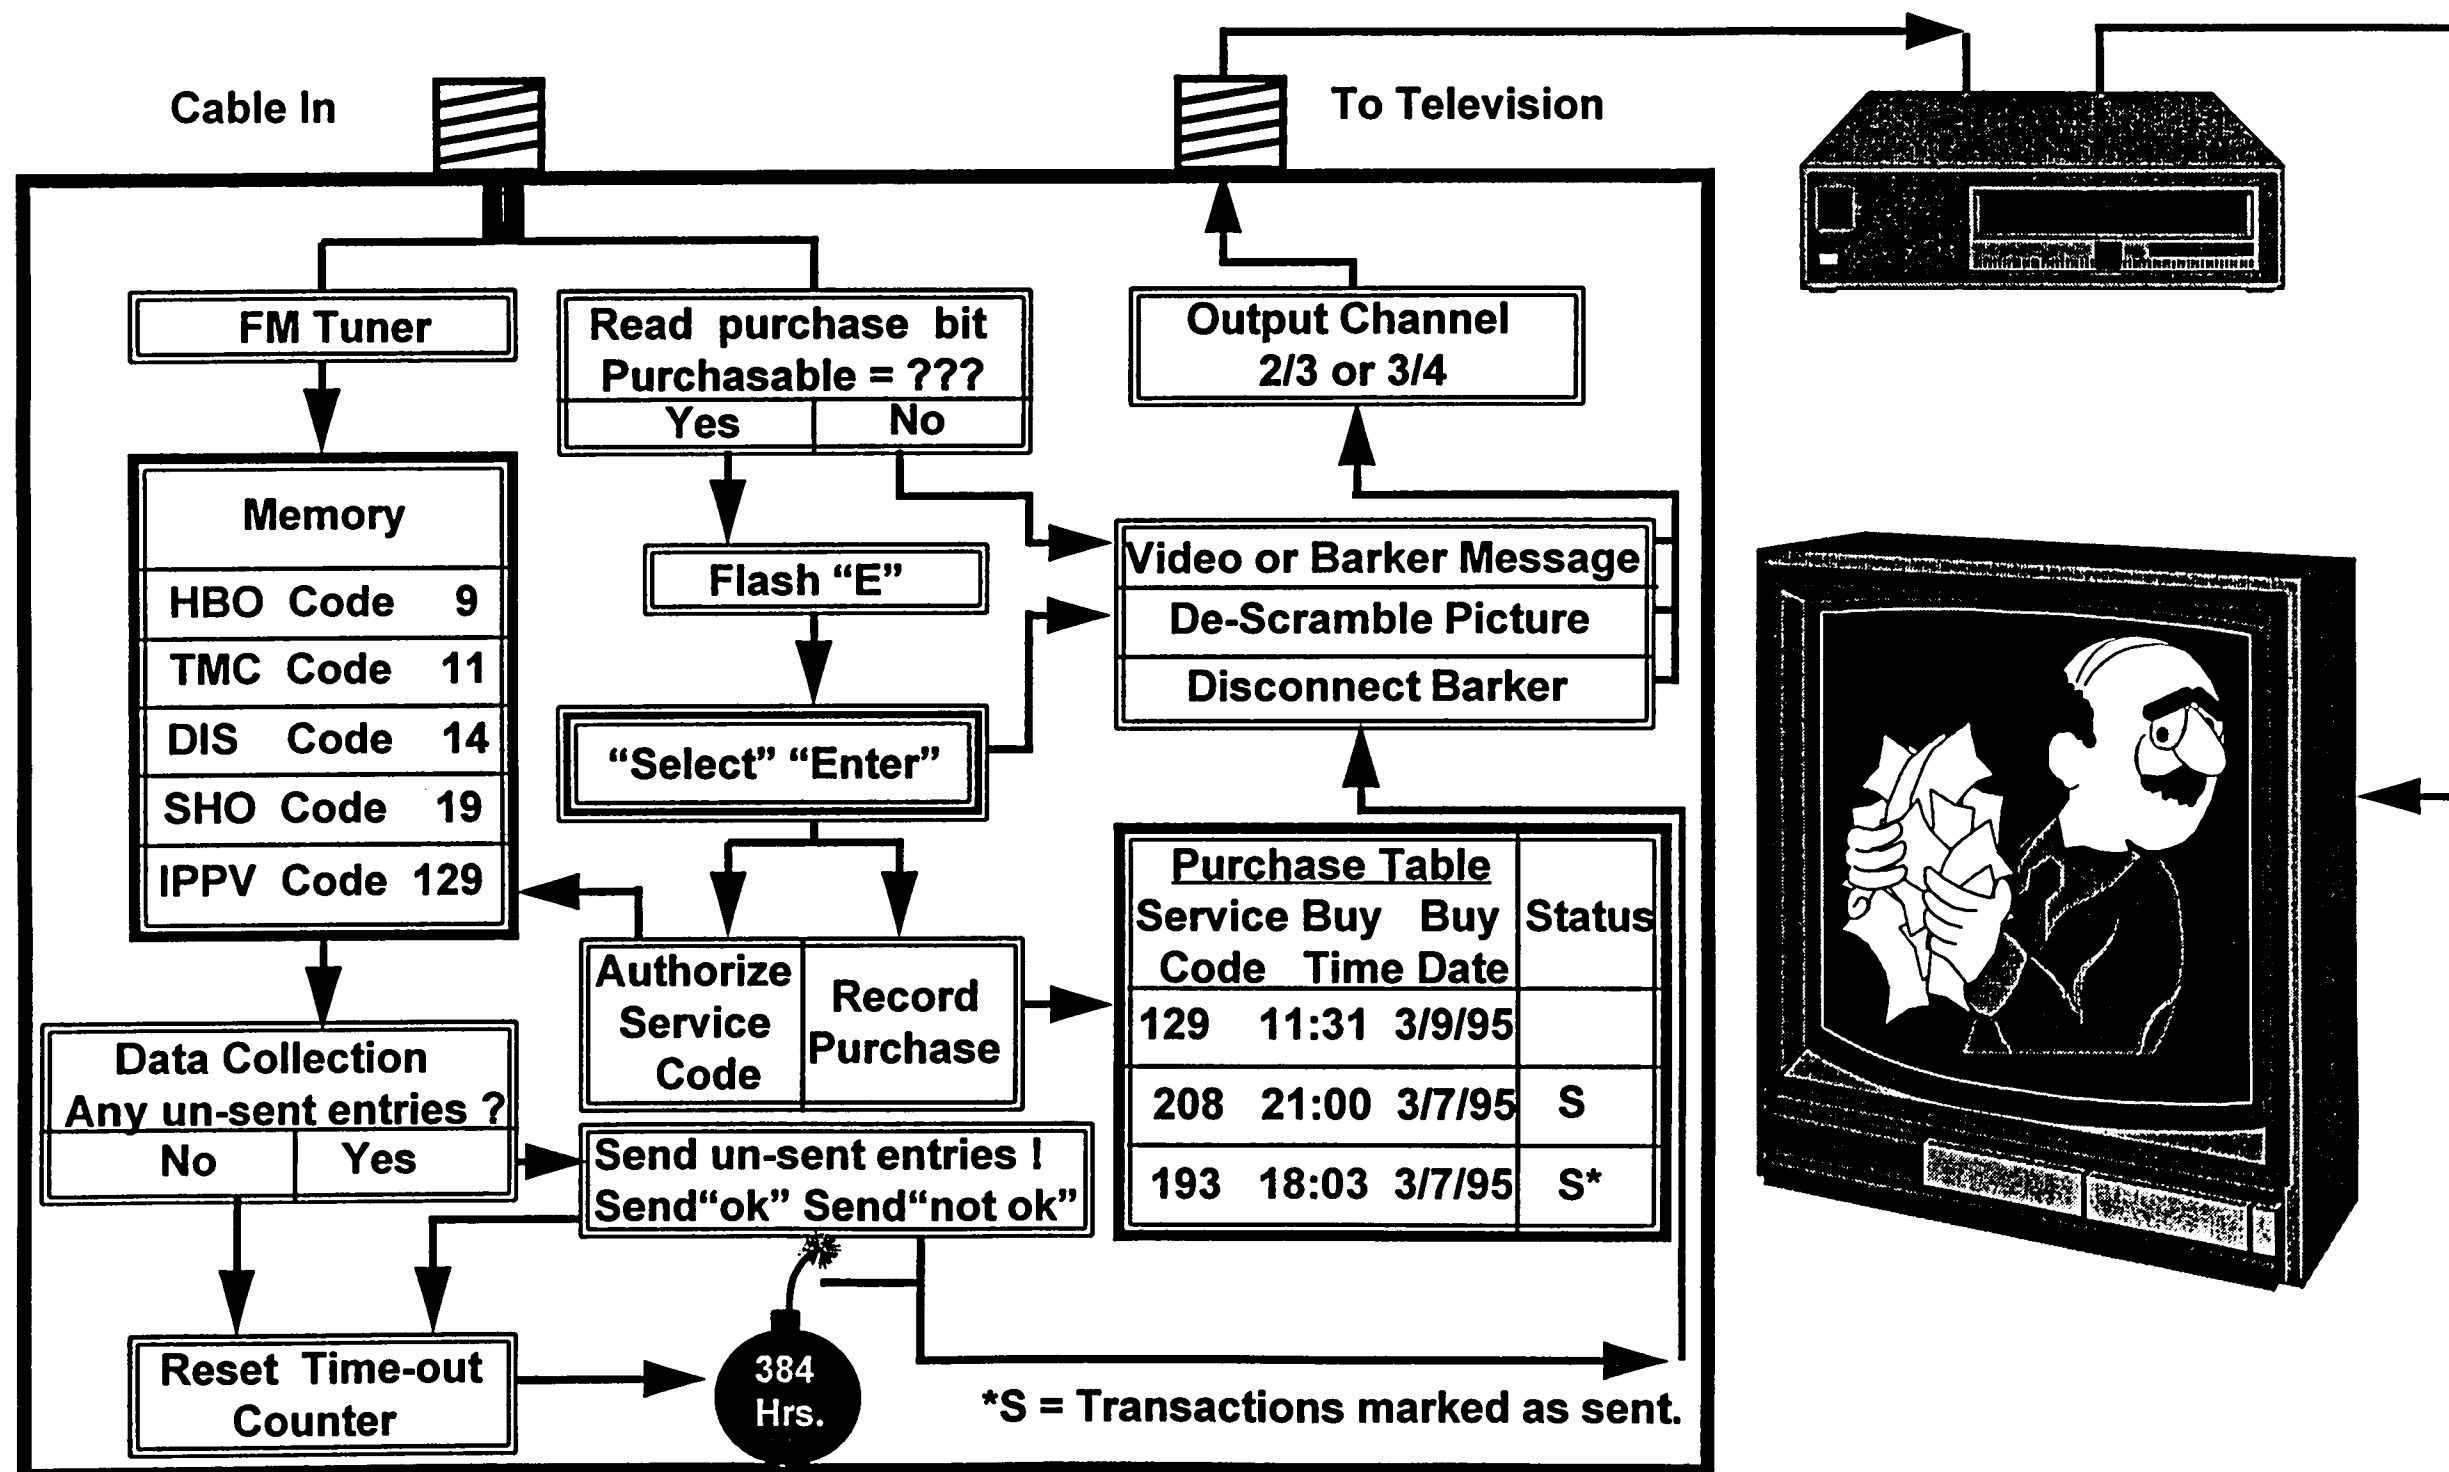 Cable In
To Television
FM Tuner
Read purchase bit
Purchasable = ???
Yes No
Output Channel
2/3 or 3/4
Memory
HBO Code 9
TMC Code 11
DIS Code 14
SHO Code 19
IPPV Code 129
Flash “E”
“Select” “Enter”
Video or Barker Message
De-Scramble Picture
Disconnect Barker
Authorize
Service
Code
Record
Purchase
Purchase Table
Service Buy Buy Status
Code Time Date
129 11:31 3/9/95
208 21:00 3/7/95 S
193 18:03 3/7/95 S*
Data Collection
Any un-sent entries ?
No Yes
Send un-sent entries !
Send“ok” Send“not ok”
Reset Time-out
Counter
384
Hrs.
*S = Transactions marked as sent.